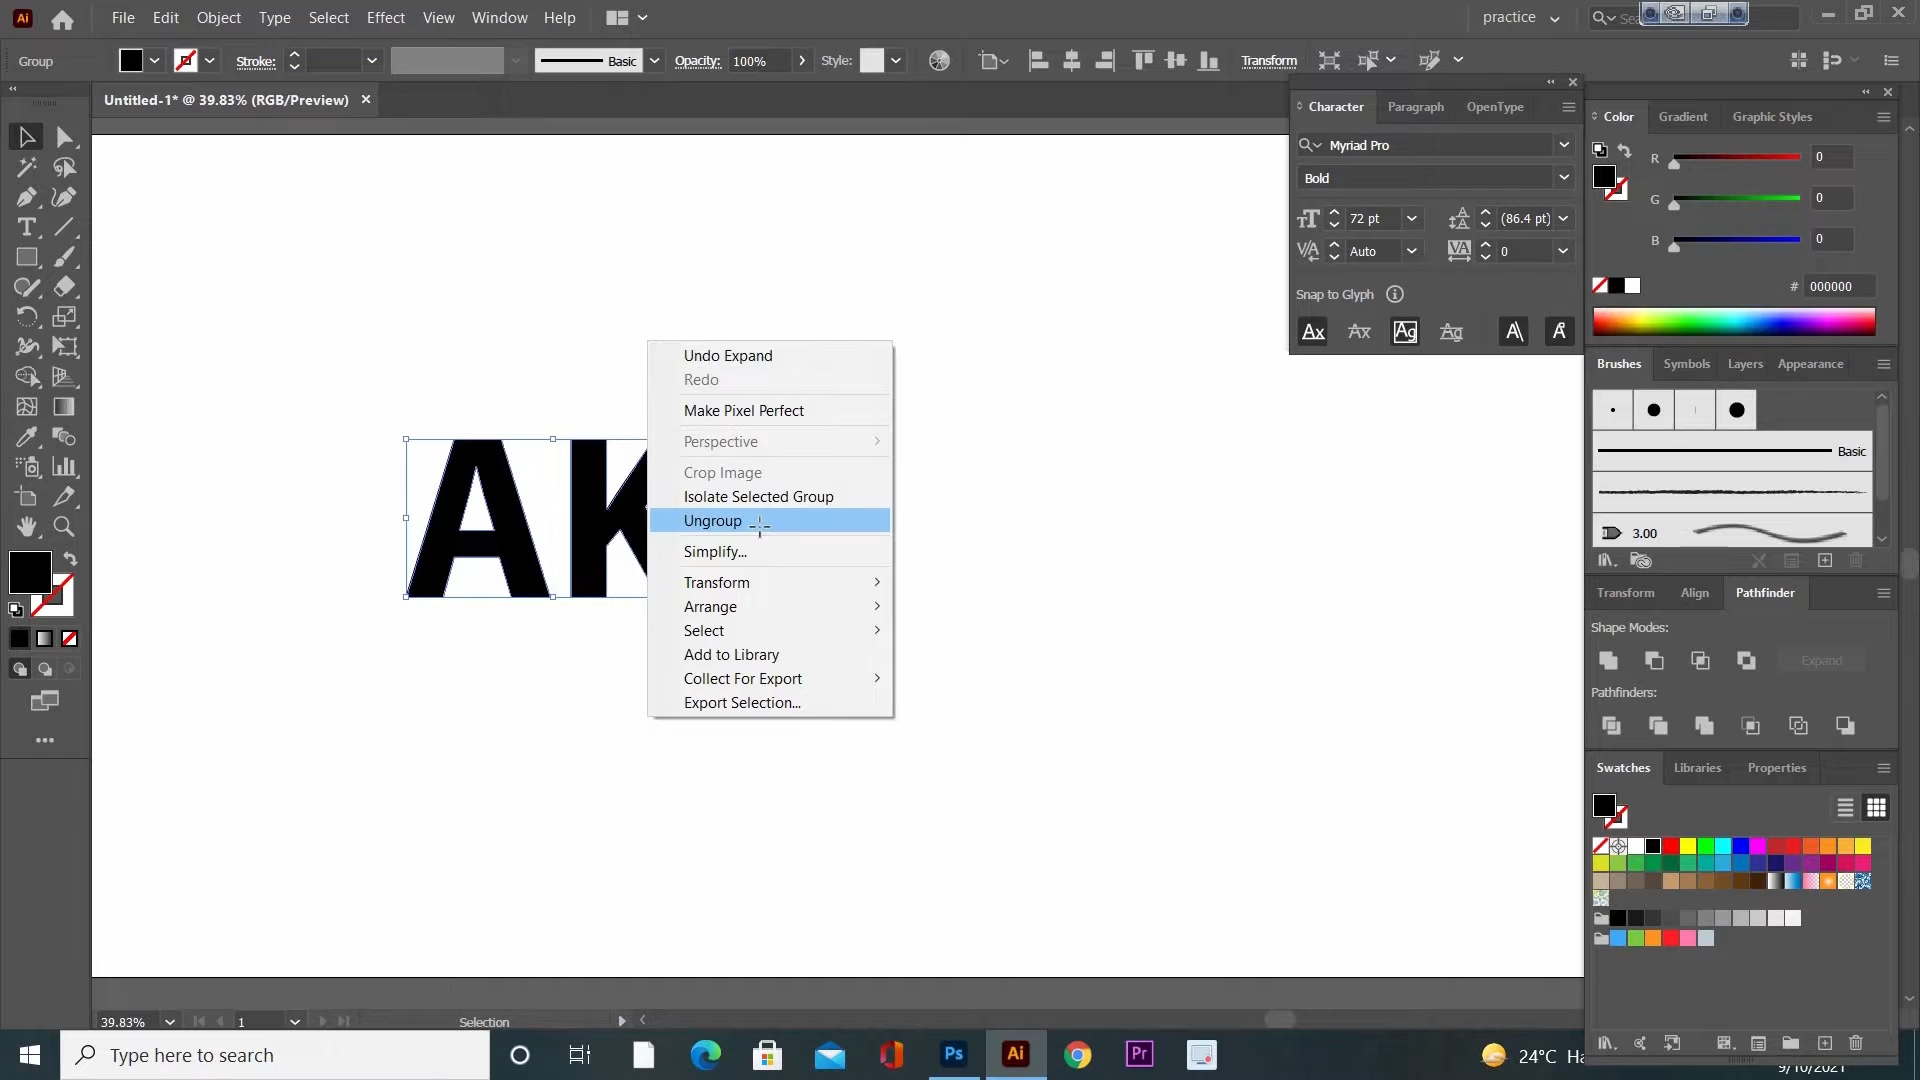 Ai File Edit Object Type Select Effect View Window Help practice
Group Stroke: Basic Opacity: 100% Style: Transform
Untitled-1* @ 39.83% (RGB/Preview) ×
Character Paragraph OpenType
Myriad Pro
Bold
72 pt (86.4 pt)
Auto 0
Snap to Glyph
Color Gradient Graphic Styles
R 0
G 0
B 0
# 000000
Brushes Symbols Layers Appearance
Basic
3.00
Transform Align Pathfinder
Shape Modes:
Expand
Pathfinders:
Swatches Libraries Properties
AK
Undo Expand
Redo
Make Pixel Perfect
Perspective
Crop Image
Isolate Selected Group
Ungroup
Simplify...
Transform
Arrange
Select
Add to Library
Collect For Export
Export Selection...
39.83% 1 Selection
Type here to search Ps Ai Pr 24°C
9/10/2021